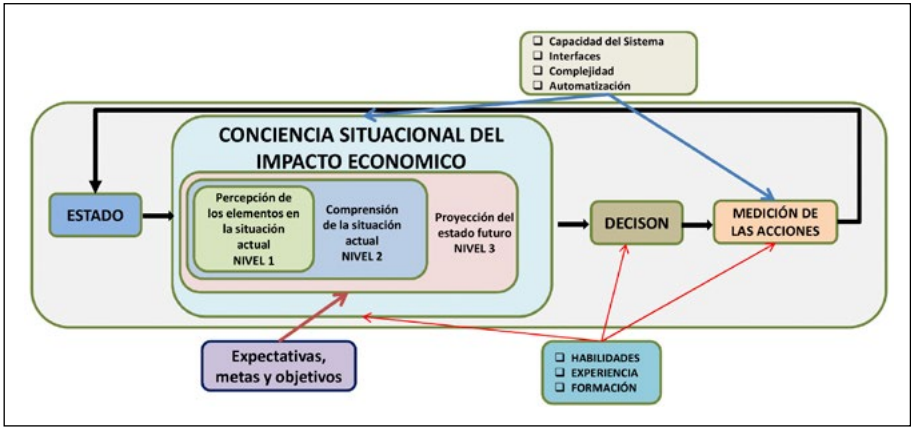 ❑ Capacidad del Sistema
❑ Interfaces
❑ Complejidad
❑ Automatización
CONCIENCIA SITUACIONAL DEL
IMPACTO ECONOMICO
ESTADO
Percepción de
los elementos en
la situación
actual
NIVEL 1
Comprensión
de la situación
actual
NIVEL 2
Proyección del
estado futuro
NIVEL 3
DECISON
MEDICIÓN DE
LAS ACCIONES
Expectativas,
metas y objetivos
❑ HABILIDADES
❑ EXPERIENCIA
❑ FORMACIÓN